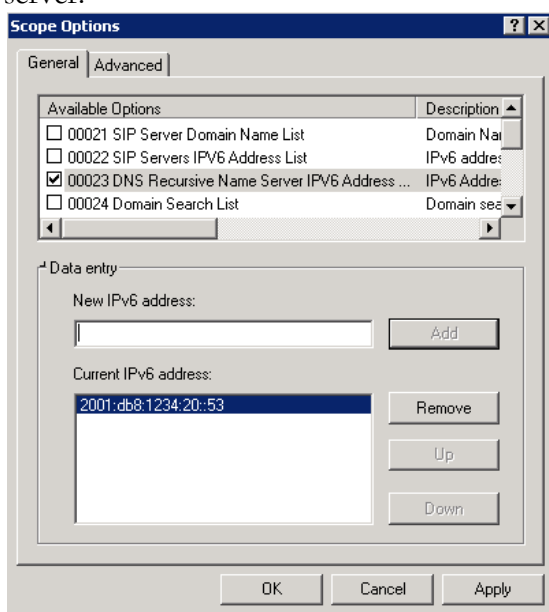 server.
Scope Options
General Advanced
Available Options Description
00021 SIP Server Domain Name List Domain Nar
00022 SIP Servers IPV6 Address List IPv6 addres
00023 DNS Recursive Name Server IPV6 Address ... IPv6 Addre
00024 Domain Search List Domain sea
Data entry
New IPv6 address:
Add
Current IPv6 address:
2001:db8:1234:20::53
Remove
Up
Down
OK Cancel Apply